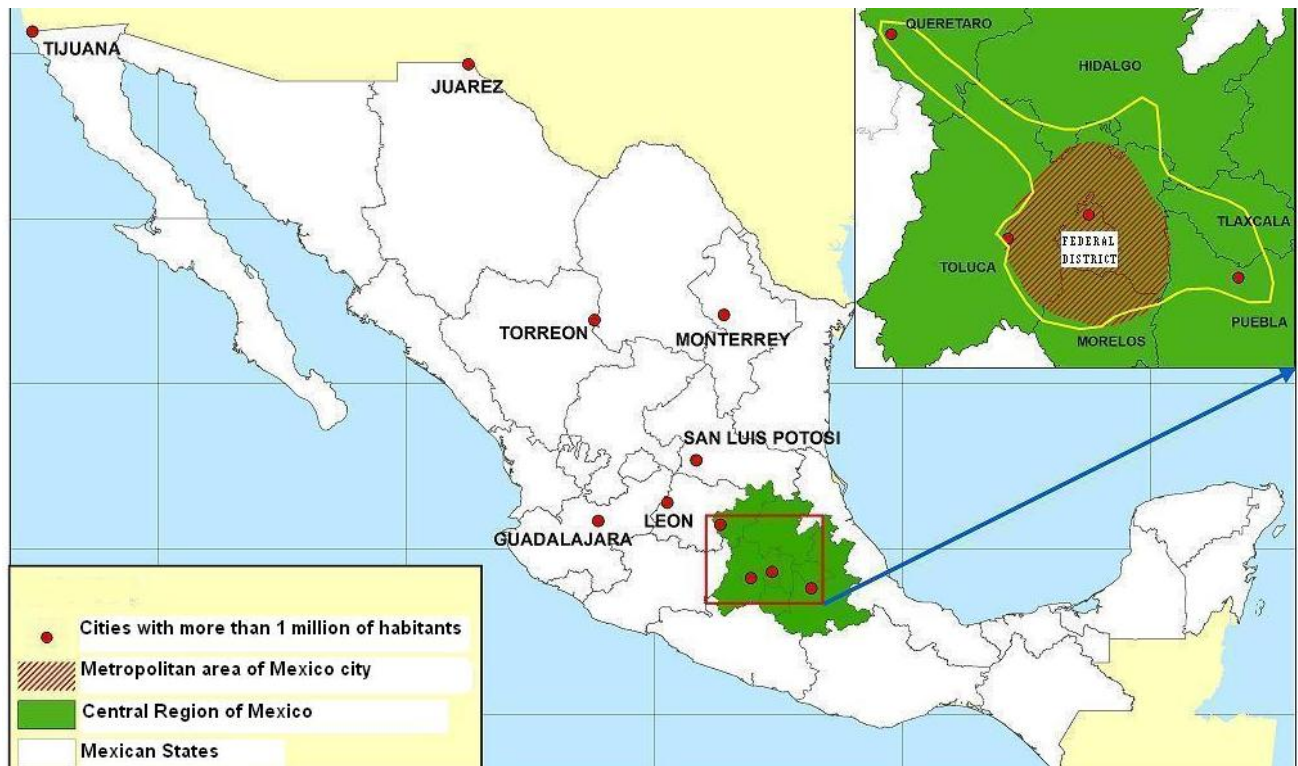 TIJUANA
JUAREZ
TORREON
MONTERREY
SAN LUIS POTOSI
LEON
GUADALAJARA
QUERETARO
HIDALGO
TLAXCALA
FEDERAL
DISTRICT
TOLUCA
PUEBLA
MORELOS
Cities with more than 1 million of habitants
Metropolitan area of Mexico city
Central Region of Mexico
Mexican States